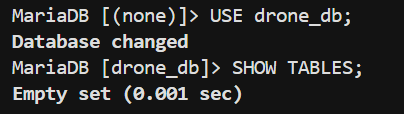 MariaDB [(none)]> USE drone_db;
Database changed
MariaDB [drone_db]> SHOW TABLES;
Empty set (0.001 sec)